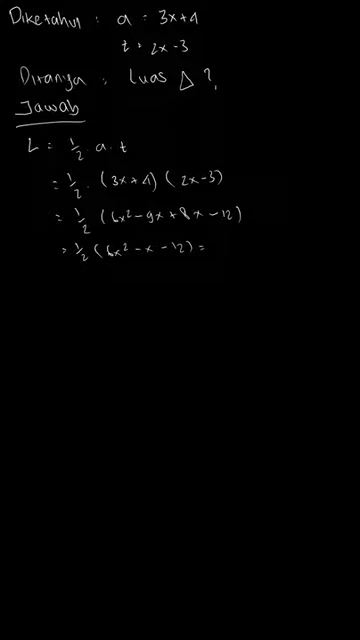 Diketahui : a = 3x+4
t = 2x-3
Ditanya : Luas △ ?
Jawab
L = 1/2 . a . t
= 1/2 . (3x+4) (2x-3)
= 1/2 (6x² - 9x + 8x - 12)
= 1/2 (6x² - x - 12) =